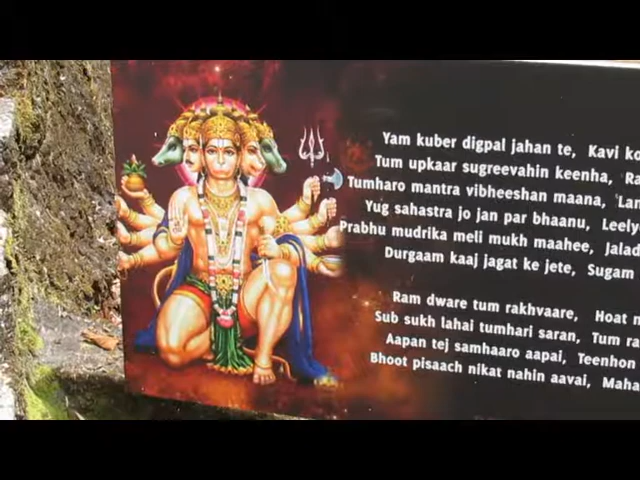 Yam kuber digpal jahan te, Kavi ko
Tum upkaar sugreevahin keenha, Ra
Tumharo mantra vibheeshan maana, Lan
Yug sahastra jo jan par bhaanu, Leely
Prabhu mudrika meli mukh maahee, Jalad
Durgaam kaaj jagat ke jete, Sugam
Ram dware tum rakhvaare, Hoat
Sub sukh lahai tumhari saran, Tum ra
Aapan tej samhaaro aapai, Teenhon
Bhoot pisaach nikat nahin aavai, Maha